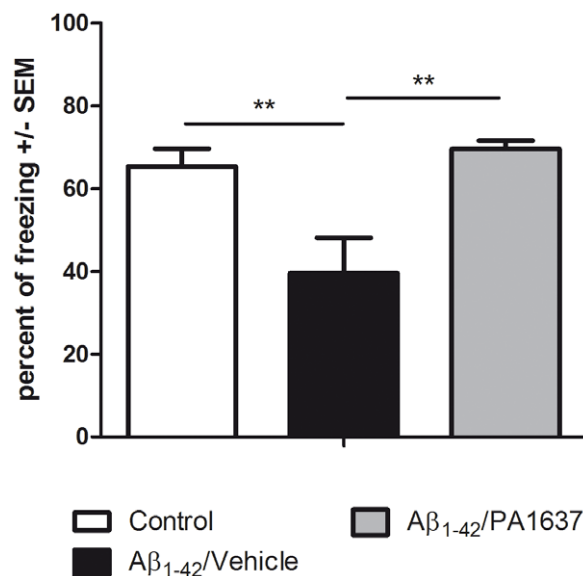 percent of freezing +/- SEM
100
80
60
40
20
0
**
**
Control
Aβ1-42/Vehicle
Aβ1-42/PA1637